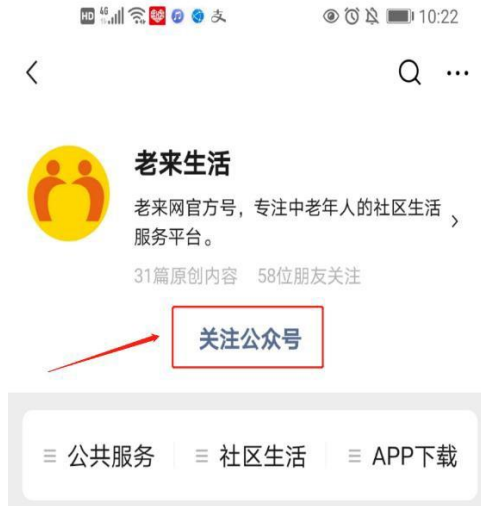 HD 4G 10:22
老来生活
老来网官方号，专注中老年人的社区生活
服务平台。
31篇原创内容 58位朋友关注
关注公众号
公共服务 社区生活 APP下载